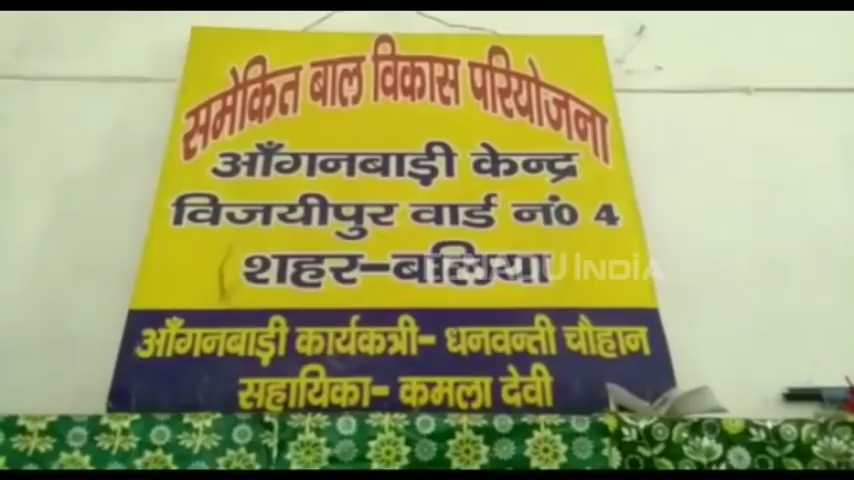 समेकित बाल विकास परियोजना
आँगनबाड़ी केन्द्र
विजयीपुर वार्ड नं0 4
शहर-बलिया
आँगनबाड़ी कार्यकत्री- धनवन्ती चौहान
सहायिका- कमला देवी